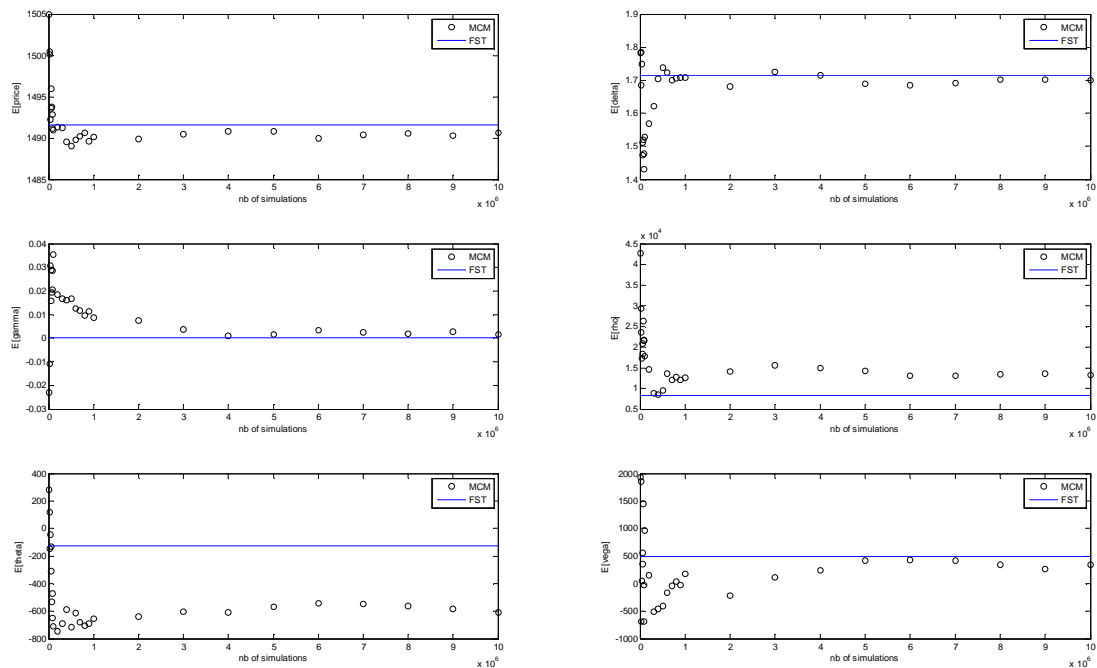 1505
1500
1495
1490
1485
E[price]
0 1 2 3 4 5 6 7 8 9 10
nb of simulations
x 10^6
MCM
FST
1.9
1.8
1.7
1.6
1.5
1.4
E[delta]
0 1 2 3 4 5 6 7 8 9 10
nb of simulations
x 10^6
MCM
FST
0.04
0.03
0.02
0.01
0
-0.01
-0.02
-0.03
E[gamma]
0 1 2 3 4 5 6 7 8 9 10
nb of simulations
x 10^6
MCM
FST
x 10^4
4.5
4
3.5
3
2.5
2
1.5
1
0.5
E[rho]
0 1 2 3 4 5 6 7 8 9 10
nb of simulations
x 10^6
MCM
FST
400
200
0
-200
-400
-600
-800
E[theta]
0 1 2 3 4 5 6 7 8 9 10
nb of simulations
x 10^6
MCM
FST
2000
1500
1000
500
0
-500
-1000
E[vega]
0 1 2 3 4 5 6 7 8 9 10
nb of simulations
x 10^6
MCM
FST